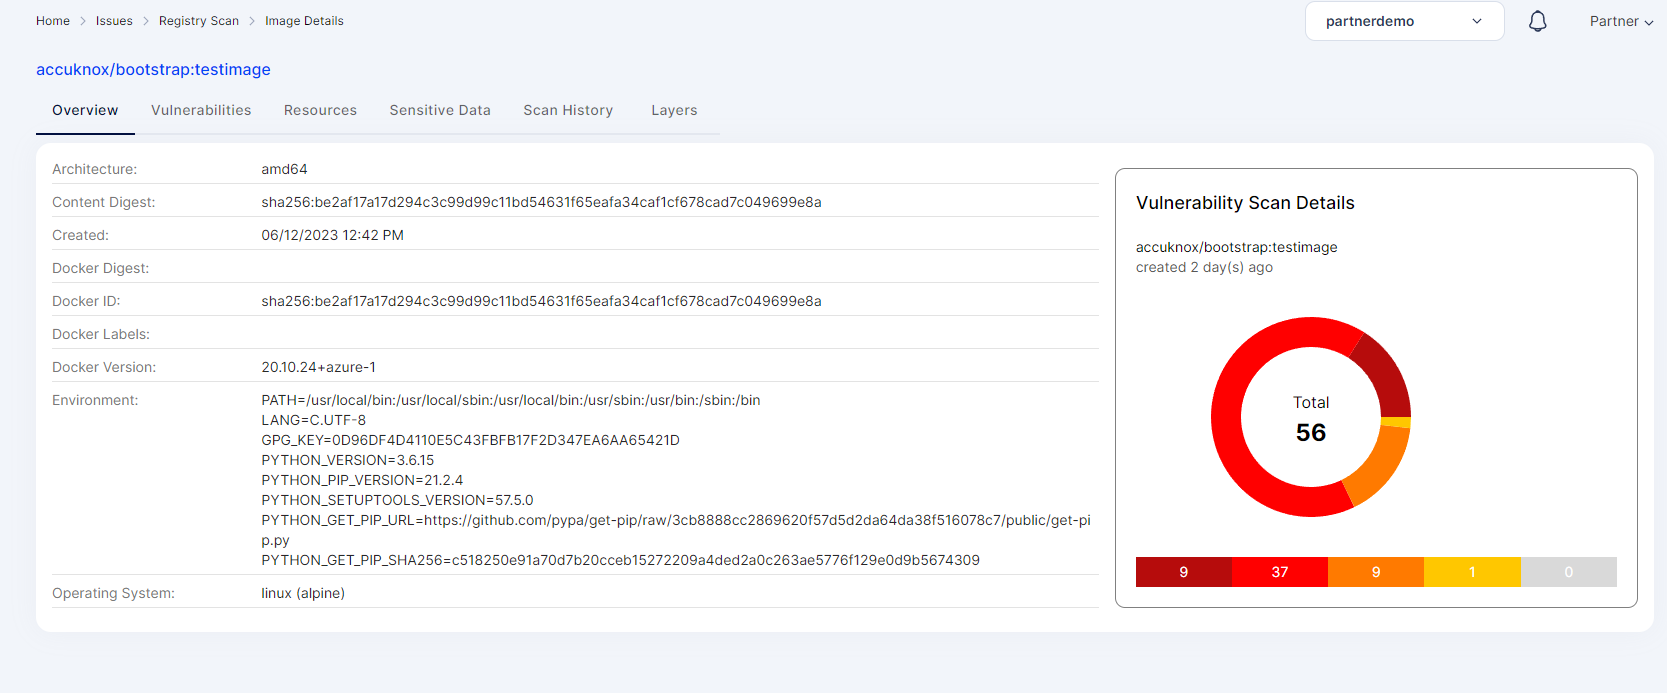 Home > Issues > Registry Scan > Image Details
partnerdemo
Partner
accuknox/bootstrap:testimage
Overview Vulnerabilities Resources Sensitive Data Scan History Layers
Architecture: amd64
Content Digest: sha256:be2af17a17d294c3c99d99c11bd54631f65eafa34caf1cf678cad7c049699e8a
Created: 06/12/2023 12:42 PM
Docker Digest:
Docker ID: sha256:be2af17a17d294c3c99d99c11bd54631f65eafa34caf1cf678cad7c049699e8a
Docker Labels:
Docker Version: 20.10.24+azure-1
Environment: PATH=/usr/local/bin:/usr/local/sbin:/usr/local/bin:/usr/sbin:/usr/bin:/sbin:/bin
LANG=C.UTF-8
GPG_KEY=0D96DF4D4110E5C43FBFB17F2D347EA6AA65421D
PYTHON_VERSION=3.6.15
PYTHON_PIP_VERSION=21.2.4
PYTHON_SETUPTOOLS_VERSION=57.5.0
PYTHON_GET_PIP_URL=https://github.com/pypa/get-pip/raw/3cb8888cc2869620f57d5d2da64da38f516078c7/public/get-pi
p.py
PYTHON_GET_PIP_SHA256=c518250e91a70d7b20cceb15272209a4ded2a0c263ae5776f129e0d9b5674309
Operating System: linux (alpine)
Vulnerability Scan Details
accuknox/bootstrap:testimage
created 2 day(s) ago
Total
56
9 37 9 1 0